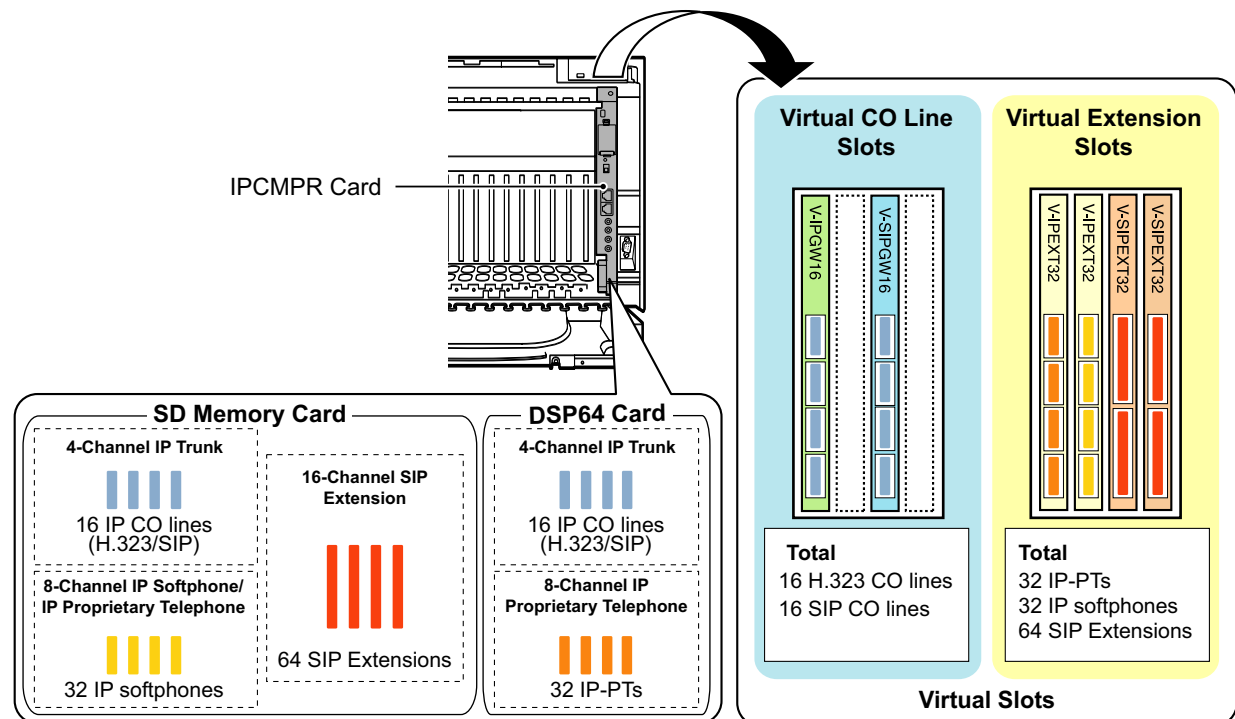 IPCMPR Card
SD Memory Card
4-Channel IP Trunk
16 IP CO lines
(H.323/SIP)
8-Channel IP Softphone/
IP Proprietary Telephone
32 IP softphones
16-Channel SIP
Extension
64 SIP Extensions
DSP64 Card
4-Channel IP Trunk
16 IP CO lines
(H.323/SIP)
8-Channel IP
Proprietary Telephone
32 IP-PTs
Virtual CO Line
Slots
V-IPGW16
V-SIPGW16
Total
16 H.323 CO lines
16 SIP CO lines
Virtual Extension
Slots
V-IPEXT32
V-IPEXT32
V-SIPEXT32
V-SIPEXT32
Total
32 IP-PTs
32 IP softphones
64 SIP Extensions
Virtual Slots